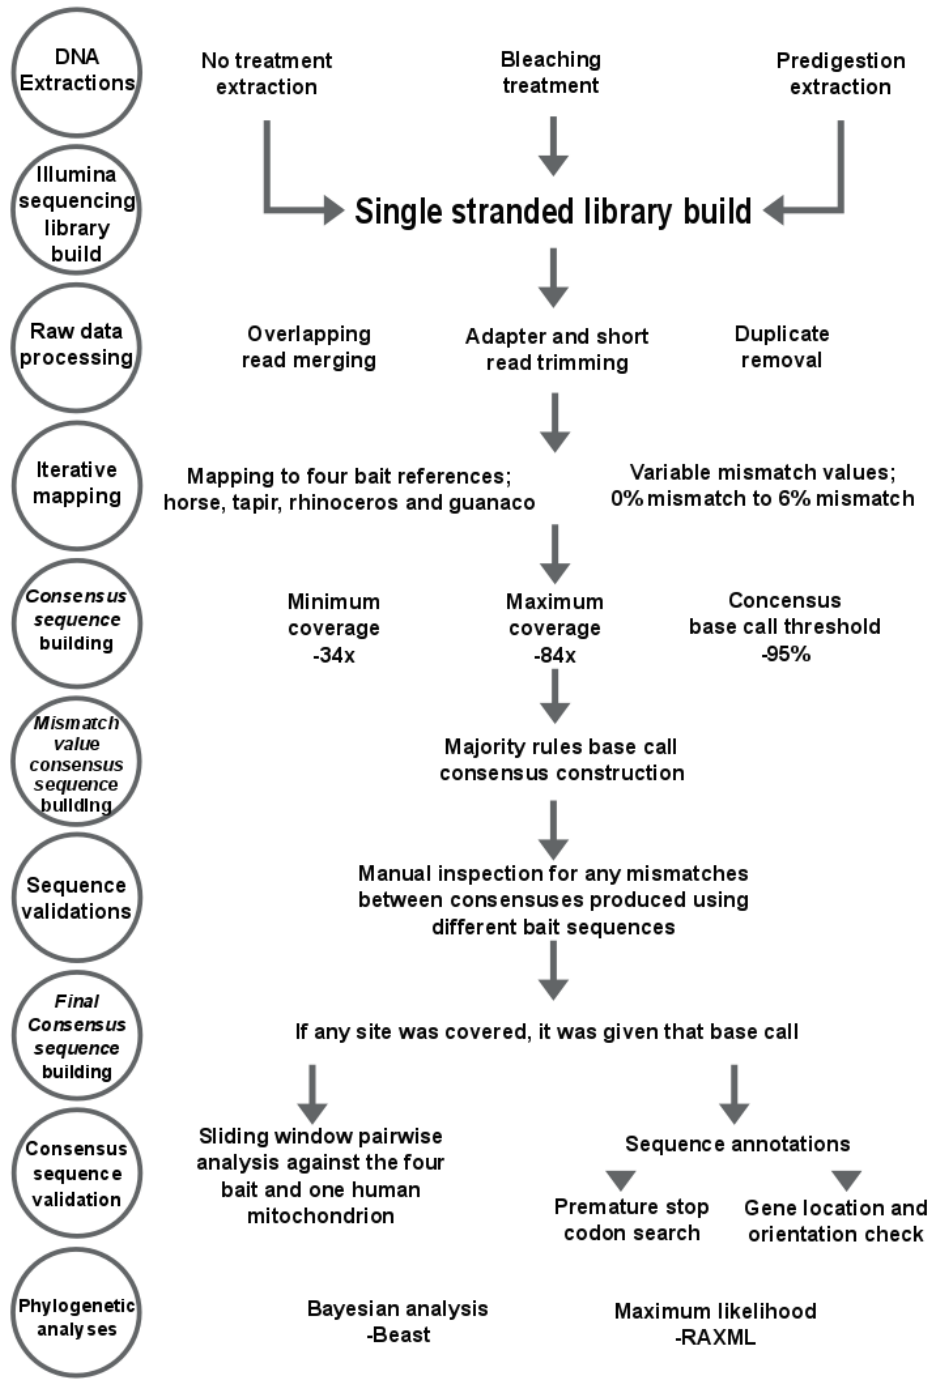 DNA
Extractions
No treatment
extraction
Bleaching
treatment
Predigestion
extraction
Illumina
sequencing
library
build
Single stranded library build
Raw data
processing
Overlapping
read merging
Adapter and short
read trimming
Duplicate
removal
Iterative
mapping
Mapping to four bait references;
horse, tapir, rhinoceros and guanaco
Variable mismatch values;
0% mismatch to 6% mismatch
Consensus
sequence
building
Minimum
coverage
-34x
Maximum
coverage
-84x
Concensus
base call threshold
-95%
Mismatch
value
consensus
sequence
building
Majority rules base call
consensus construction
Sequence
validations
Manual inspection for any mismatches
between consensuses produced using
different bait sequences
Final
Consensus
sequence
building
If any site was covered, it was given that base call
Consensus
sequence
validation
Sliding window pairwise
analysis against the four
bait and one human
mitochondrion
Sequence annotations
Premature stop
codon search
Gene location and
orientation check
Phylogenetic
analyses
Bayesian analysis
-Beast
Maximum likelihood
-RAXML